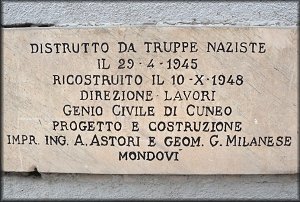 DISTRUTTO DA TRUPPE NAZISTE
IL 29-4-1945
RICOSTRUITO IL 10-X-1948
DIREZIONE LAVORI
GENIO CIVILE DI CUNEO
PROGETTO E COSTRUZIONE
IMPR. ING. A. ASTORI E GEOM. G. MILANESE
MONDOVI